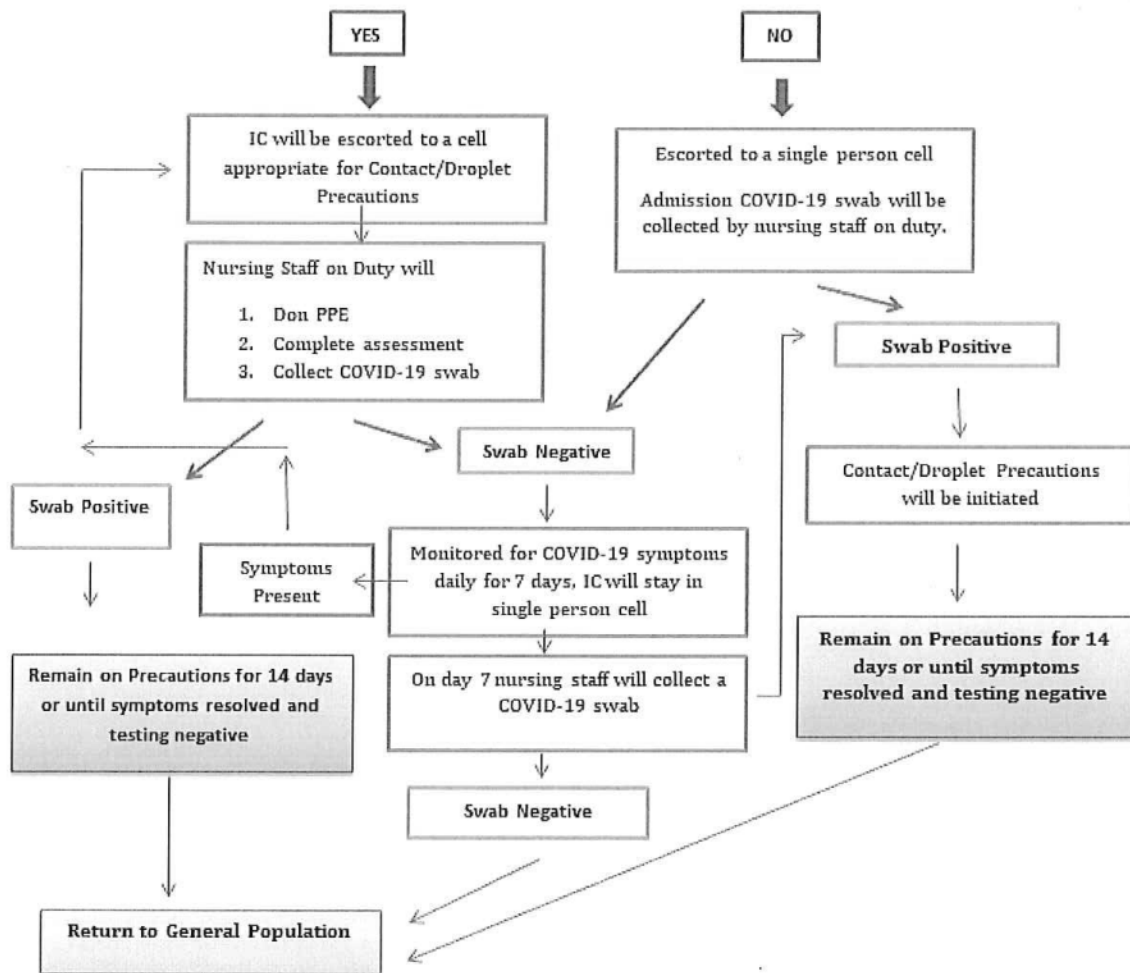 YES
NO
IC will be escorted to a cell
appropriate for Contact/Droplet
Precautions
Escorted to a single person cell
Admission COVID-19 swab will be
collected by nursing staff on duty.
Nursing Staff on Duty will
1. Don PPE
2. Complete assessment
3. Collect COVID-19 swab
Swab Positive
Swab Negative
Swab Positive
Contact/Droplet Precautions
will be initiated
Symptoms
Present
Monitored for COVID-19 symptoms
daily for 7 days, IC will stay in
single person cell
Remain on Precautions for 14
days or until symptoms
resolved and testing negative
Remain on Precautions for 14 days
or until symptoms resolved and
testing negative
On day 7 nursing staff will collect a
COVID-19 swab
Swab Negative
Return to General Population